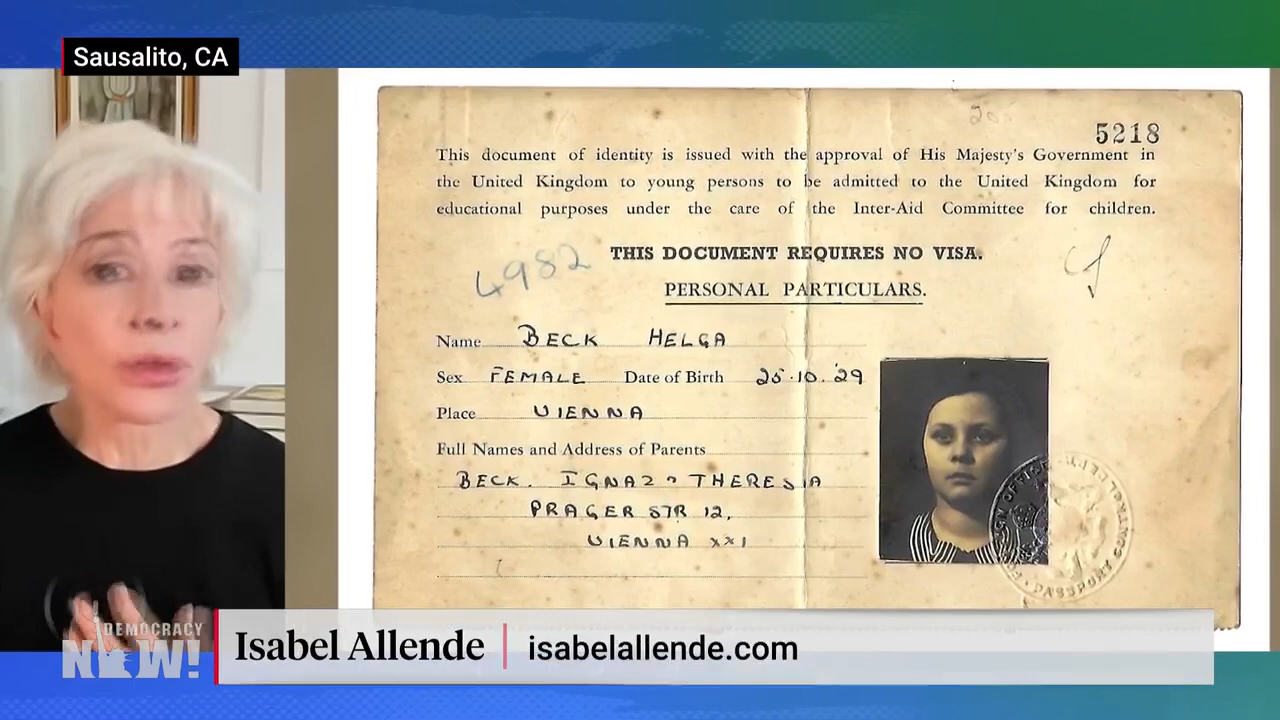 Sausalito, CA
5218
This document of identity is issued with the approval of His Majesty's Government in
the United Kingdom to young persons to be admitted to the United Kingdom for
educational purposes under the care of the Inter-Aid Committee for children.
4982
THIS DOCUMENT REQUIRES NO VISA.
PERSONAL PARTICULARS.
Name BECK HELGA
Sex FEMALE Date of Birth 25.10.'29
Place VIENNA
Full Names and Address of Parents
BECK. IGNAZ THERESIA
PRAGER STR 12,
VIENNA XXI
PASSPORT CONTROL
DEMOCRACY
NOW!
Isabel Allende
isabelallende.com